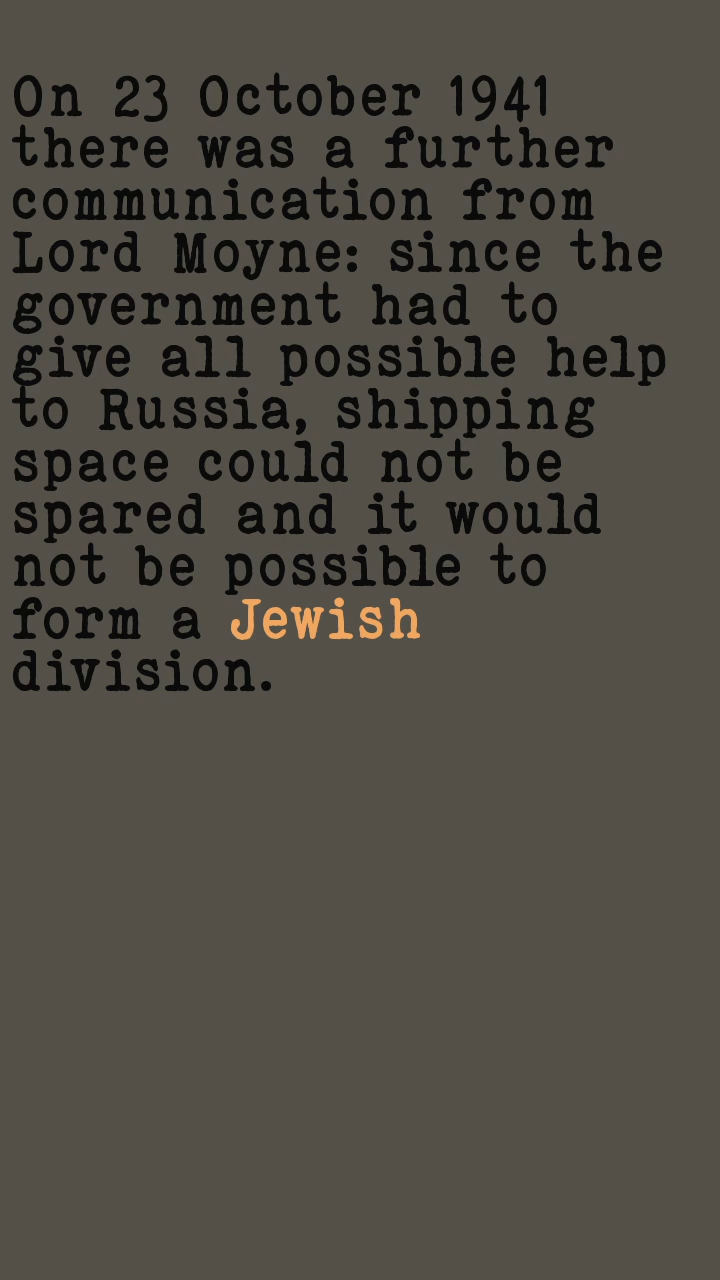 On 23 October 1941
there was a further
communication from
Lord Moyne: since the
government had to
give all possible help
to Russia, shipping
space could not be
spared and it would
not be possible to
form a Jewish
division.